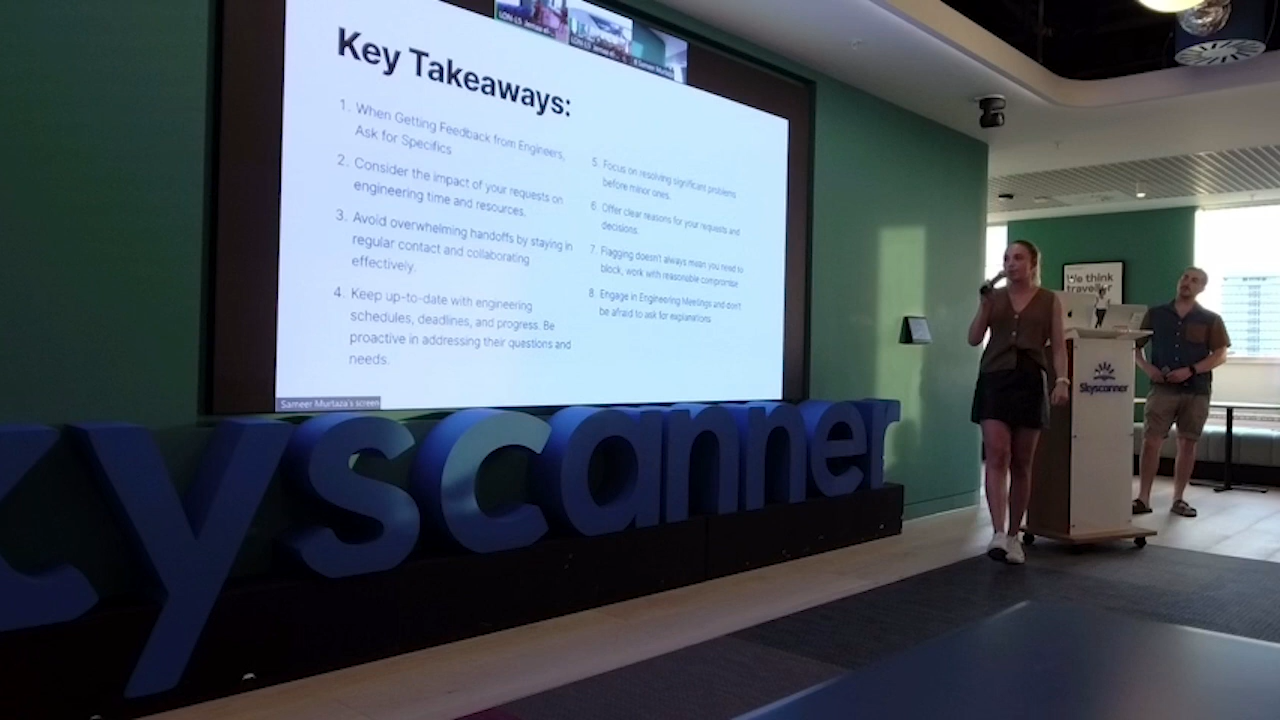 Key Takeaways:
1. When Getting Feedback from Engineers,
Ask for Specifics
2. Consider the impact of your requests on
engineering time and resources.
3. Avoid overwhelming handoffs by staying in
regular contact and collaborating
effectively.
4. Keep up-to-date with engineering
schedules, deadlines, and progress. Be
proactive in addressing their questions and
needs.
5. Focus on resolving significant problems
before minor ones.
6. Offer clear reasons for your requests and
decisions.
7. Flagging doesn't always mean you need to
block, work with reasonable compromise
8. Engage in Engineering Meetings and don't
be afraid to ask for explanations
Sameer Murtaza's screen
skyscanner
We think
traveller
Skyscanner